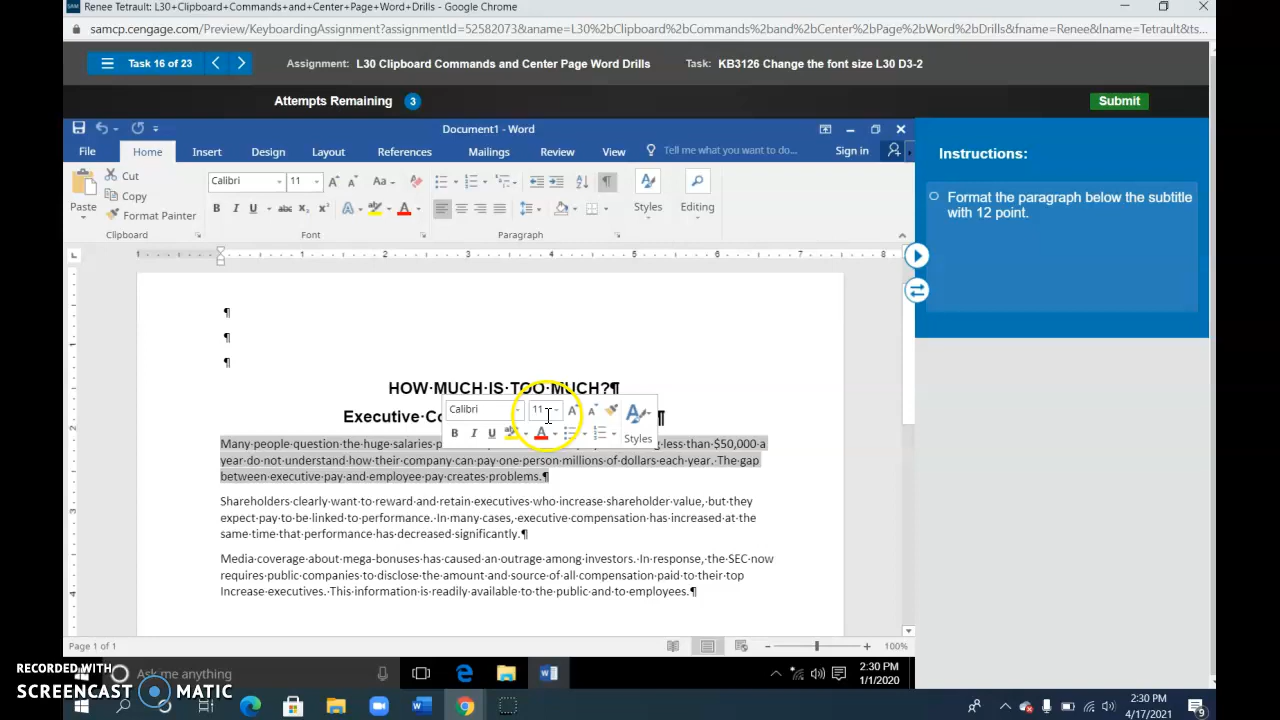 Renee Tetrault: L30+Clipboard+Commands+and+Center+Page+Word+Drills - Google Chrome
samcp.cengage.com/Preview/KeyboardingAssignment?assignmentId=52582073&aname=L30%2bClipboard%2bCommands%2band%2bCenter%2bPage%2bWord%2bDrills&fname=Renee&lname=Tetrault&ts...
Task 16 of 23
Assignment: L30 Clipboard Commands and Center Page Word Drills
Task: KB3126 Change the font size L30 D3-2
Attempts Remaining 3
Submit
Document1 - Word
File Home Insert Design Layout References Mailings Review View Tell me what you want to do... Sign in
Paste
Cut
Copy
Format Painter
Clipboard
Calibri 11
Font
Paragraph
Styles
Editing
Instructions:
Format the paragraph below the subtitle
with 12 point.
HOW·MUCH·IS·TOO·MUCH?¶
Executive·Co
Calibri 11
Styles
Many·people·question·the·huge·salaries·p less·than·$50,000·a
year·do·not·understand·how·their·company·can·pay·one·person·millions·of·dollars·each·year.·The·gap
between·executive·pay·and·employee·pay·creates·problems.¶
Shareholders·clearly·want·to·reward·and·retain·executives·who·increase·shareholder·value,·but·they
expect·pay·to·be·linked·to·performance.·In·many·cases,·executive·compensation·has·increased·at·the
same·time·that·performance·has·decreased·significantly.¶
Media·coverage·about·mega-bonuses·has·caused·an·outrage·among·investors.·In·response,·the·SEC·now
requires·public·companies·to·disclose·the·amount·and·source·of·all·compensation·paid·to·their·top
Increase·executives.·This·information·is·readily·available·to·the·public·and·to·employees.¶
Page 1 of 1
100%
Ask me anything
2:30 PM
1/1/2020
RECORDED WITH
SCREENCAST MATIC
2:30 PM
4/17/2021